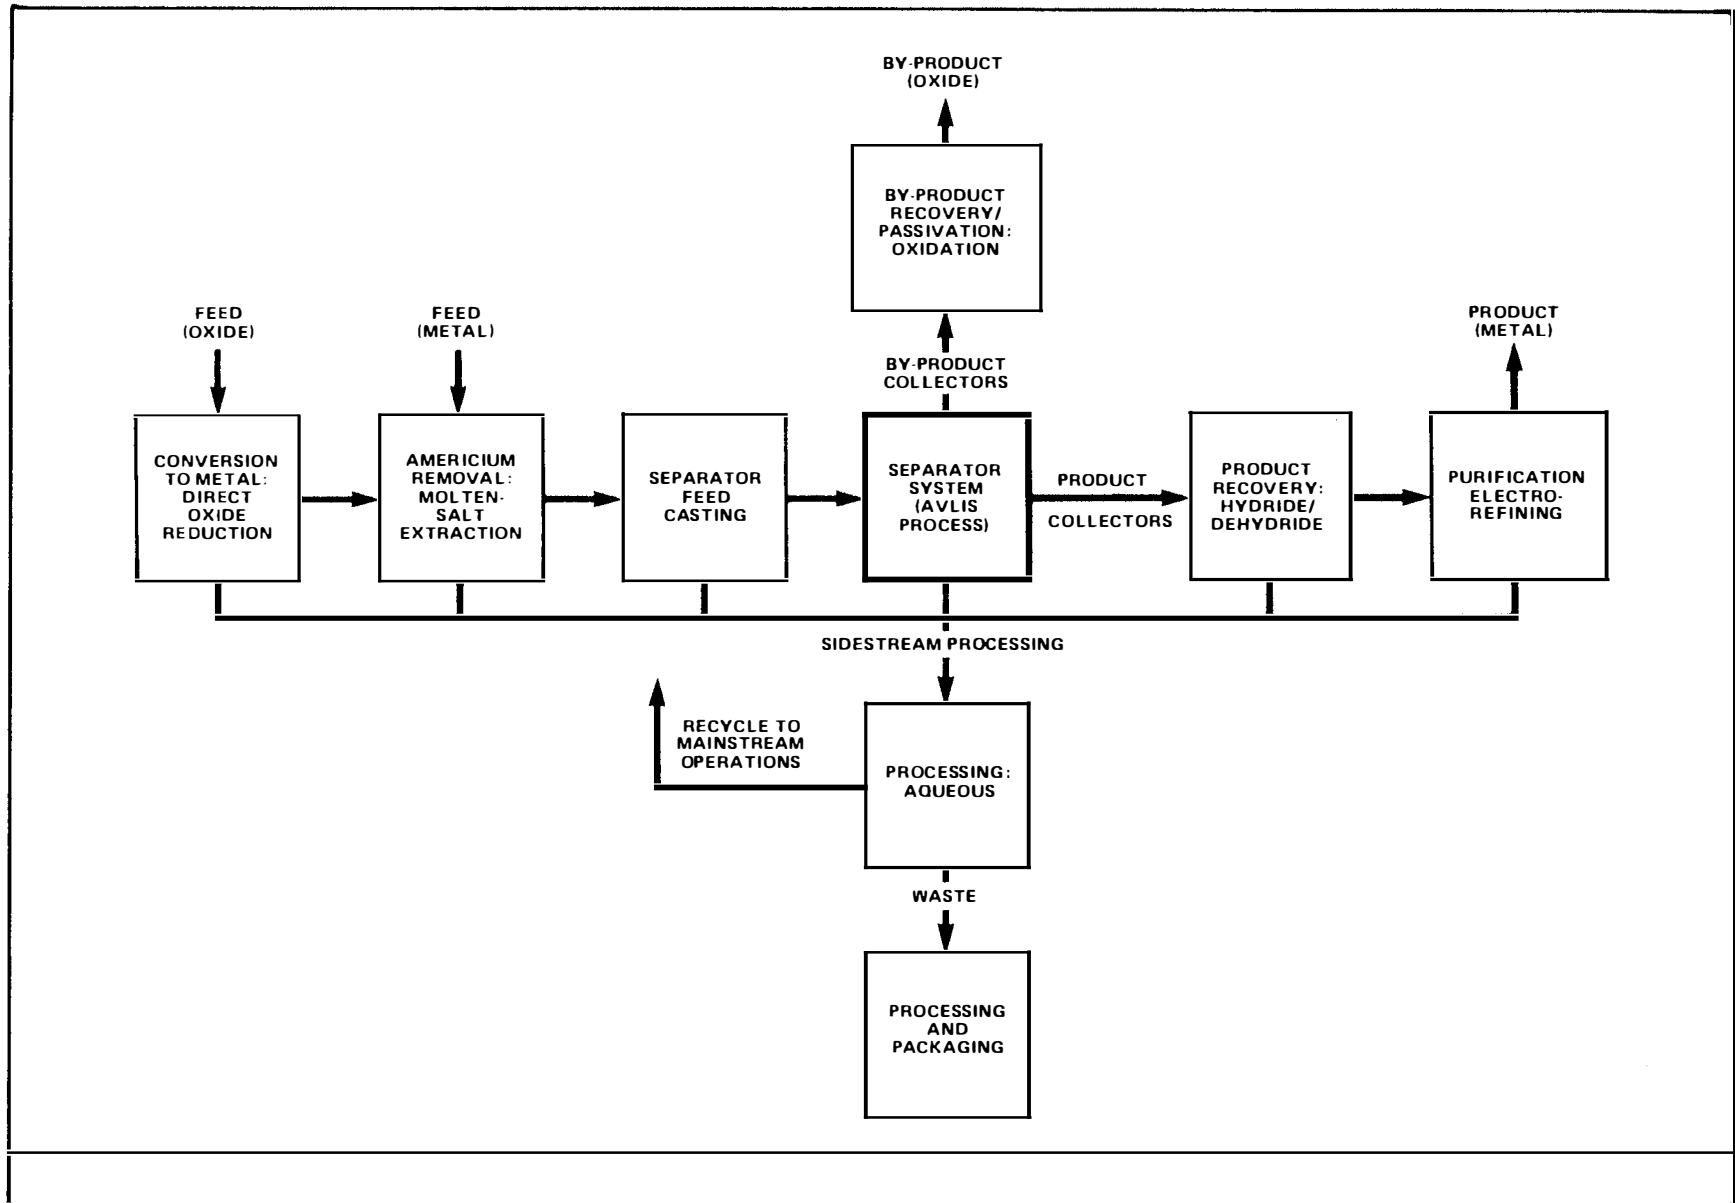 BY-PRODUCT
(OXIDE)
BY-PRODUCT
RECOVERY/
PASSIVATION:
OXIDATION
FEED
(OXIDE)
FEED
(METAL)
PRODUCT
(METAL)
BY-PRODUCT
COLLECTORS
CONVERSION
TO METAL:
DIRECT
OXIDE
REDUCTION
AMERICIUM
REMOVAL:
MOLTEN-
SALT
EXTRACTION
SEPARATOR
FEED
CASTING
SEPARATOR
SYSTEM
(AVLIS
PROCESS)
PRODUCT
COLLECTORS
PRODUCT
RECOVERY:
HYDRIDE/
DEHYDRIDE
PURIFICATION
ELECTRO-
REFINING
SIDESTREAM PROCESSING
RECYCLE TO
MAINSTREAM
OPERATIONS
PROCESSING:
AQUEOUS
WASTE
PROCESSING
AND
PACKAGING